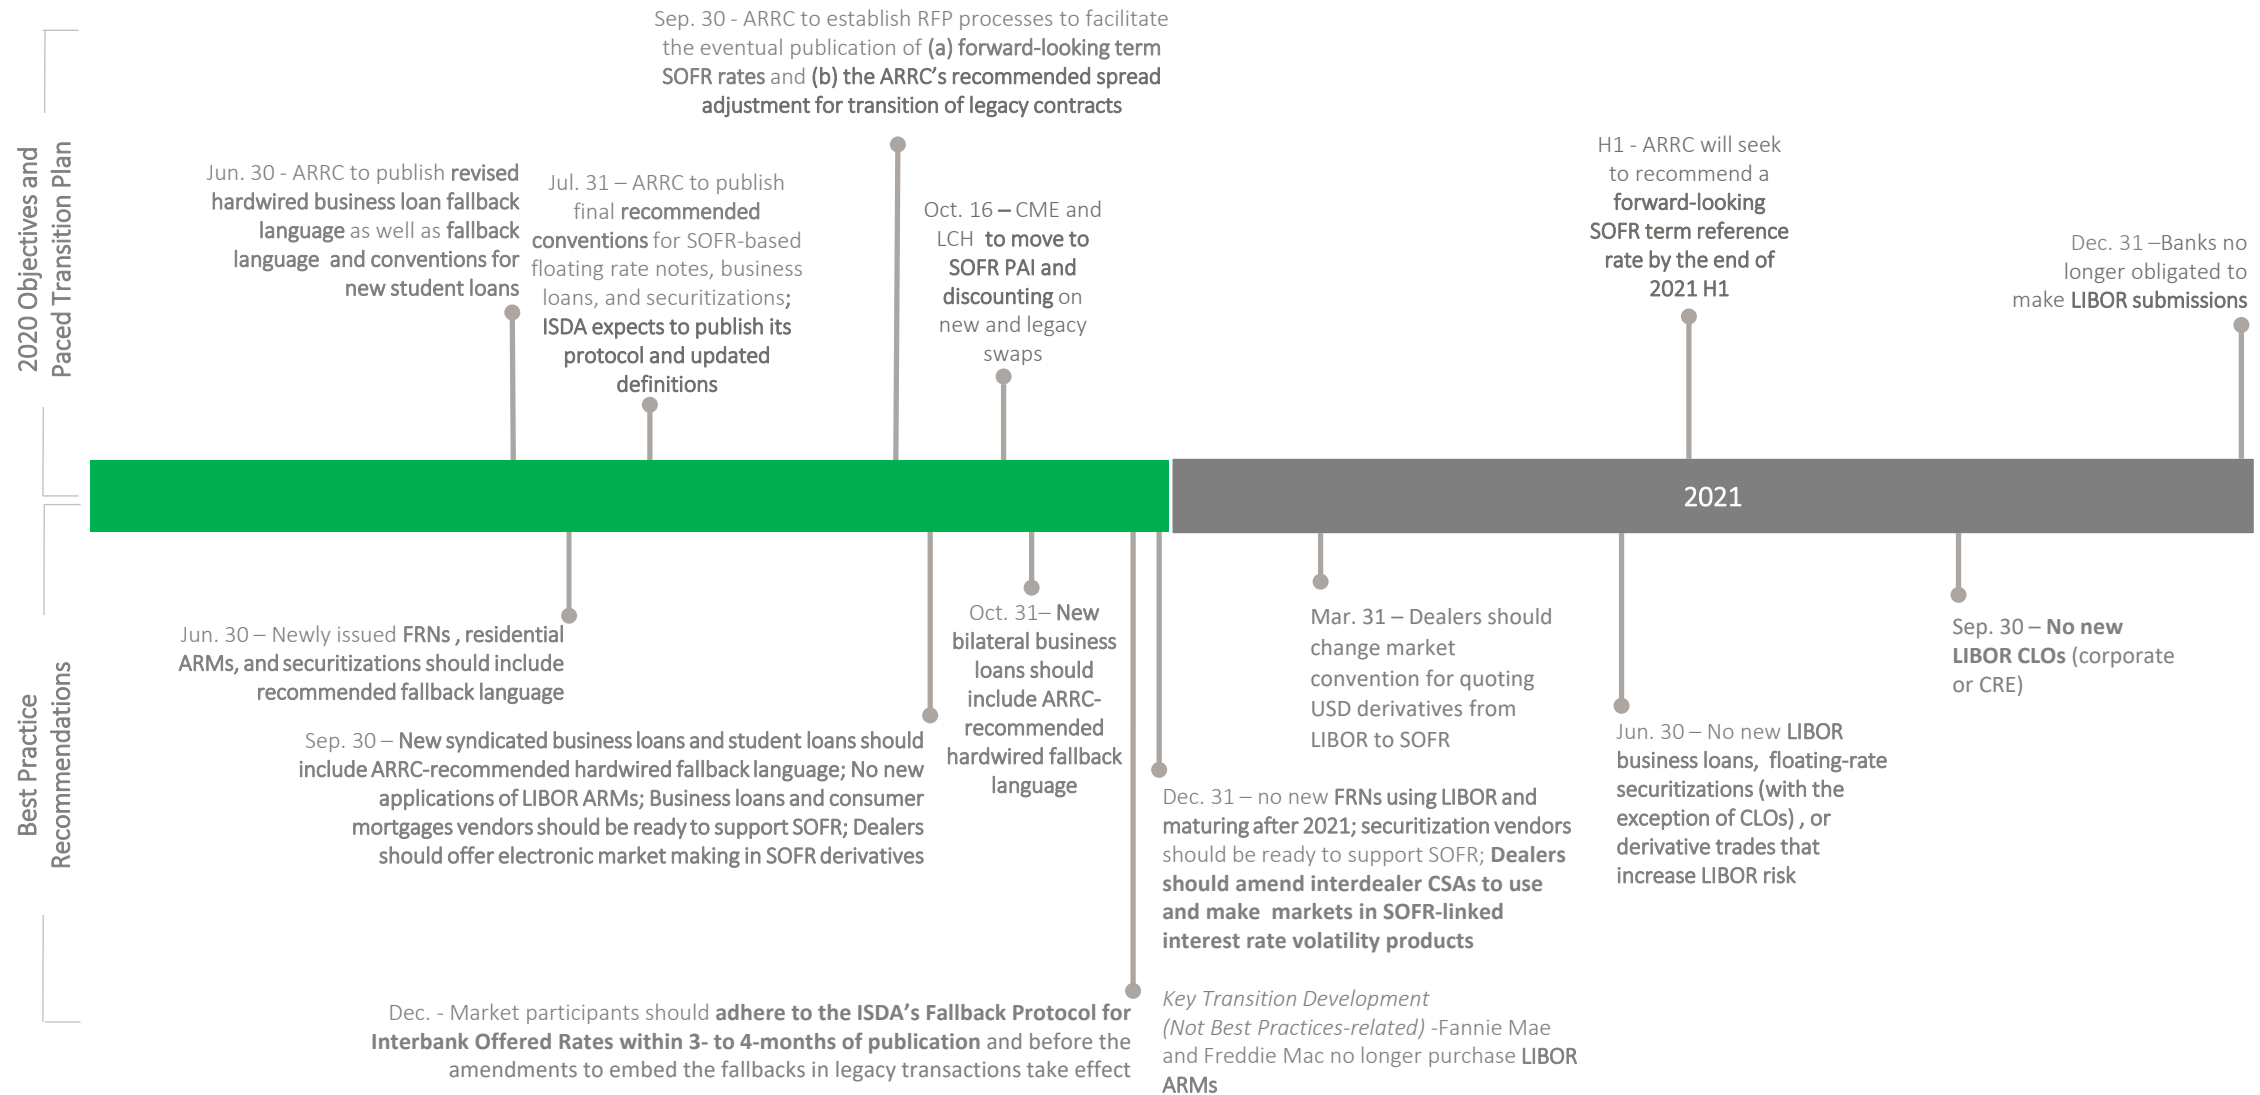 2020 Objectives and
Paced Transition Plan
Jun. 30 - ARRC to publish revised
hardwired business loan fallback
language as well as fallback
language and conventions for
new student loans
Jul. 31 – ARRC to publish
final recommended
conventions for SOFR-based
floating rate notes, business
loans, and securitizations;
ISDA expects to publish its
protocol and updated
definitions
Sep. 30 - ARRC to establish RFP processes to facilitate
the eventual publication of (a) forward-looking term
SOFR rates and (b) the ARRC’s recommended spread
adjustment for transition of legacy contracts
Oct. 16 – CME and
LCH to move to
SOFR PAI and
discounting on
new and legacy
swaps
H1 - ARRC will seek
to recommend a
forward-looking
SOFR term reference
rate by the end of
2021 H1
Dec. 31 –Banks no
longer obligated to
make LIBOR submissions
2021
Best Practice
Recommendations
Jun. 30 – Newly issued FRNs , residential
ARMs, and securitizations should include
recommended fallback language
Sep. 30 – New syndicated business loans and student loans should
include ARRC-recommended hardwired fallback language; No new
applications of LIBOR ARMs; Business loans and consumer
mortgages vendors should be ready to support SOFR; Dealers
should offer electronic market making in SOFR derivatives
Oct. 31– New
bilateral business
loans should
include ARRC-
recommended
hardwired fallback
language
Dec. - Market participants should adhere to the ISDA’s Fallback Protocol for
Interbank Offered Rates within 3- to 4-months of publication and before the
amendments to embed the fallbacks in legacy transactions take effect
Dec. 31 – no new FRNs using LIBOR and
maturing after 2021; securitization vendors
should be ready to support SOFR; Dealers
should amend interdealer CSAs to use
and make markets in SOFR-linked
interest rate volatility products
Key Transition Development
(Not Best Practices-related) -Fannie Mae
and Freddie Mac no longer purchase LIBOR
ARMs
Mar. 31 – Dealers should
change market
convention for quoting
USD derivatives from
LIBOR to SOFR
Jun. 30 – No new LIBOR
business loans, floating-rate
securitizations (with the
exception of CLOs) , or
derivative trades that
increase LIBOR risk
Sep. 30 – No new
LIBOR CLOs (corporate
or CRE)